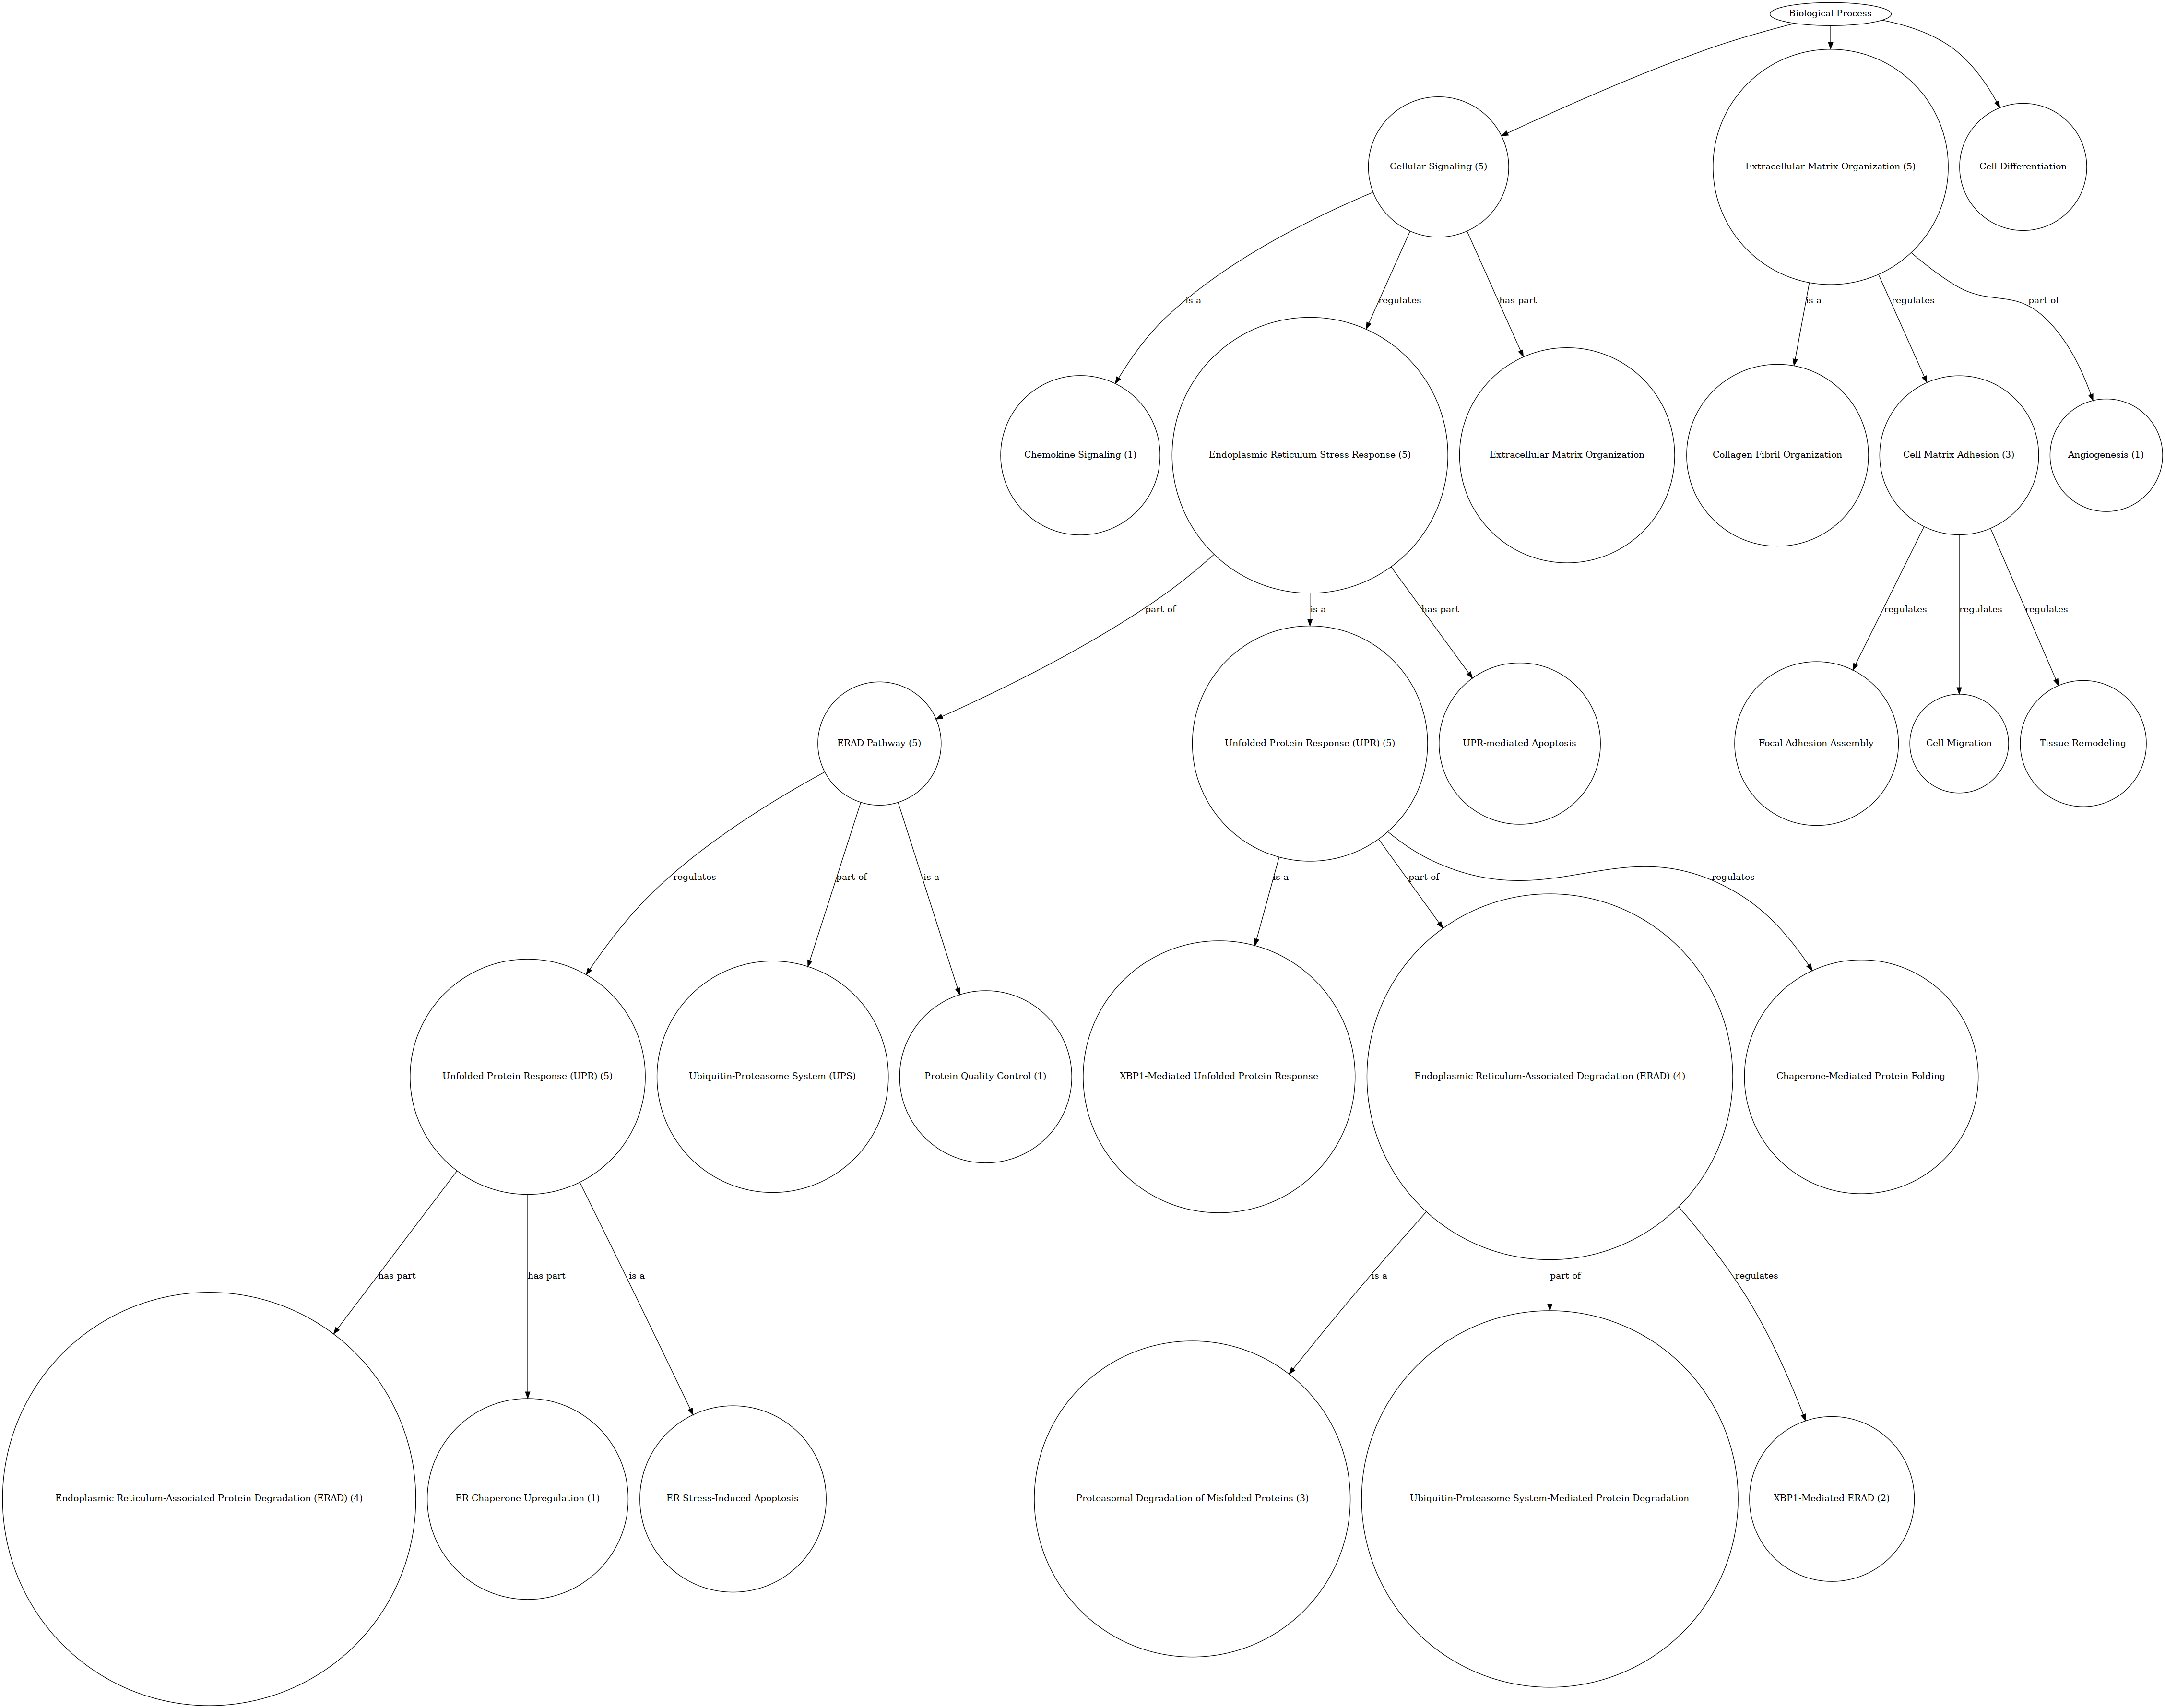 Biological Process
Cellular Signaling (5)
Extracellular Matrix Organization (5)
Cell Differentiation
is a
regulates
has part
is a
regulates
part of
Chemokine Signaling (1)
Endoplasmic Reticulum Stress Response (5)
Extracellular Matrix Organization
Collagen Fibril Organization
Cell-Matrix Adhesion (3)
Angiogenesis (1)
part of
is a
has part
regulates
regulates
regulates
ERAD Pathway (5)
Unfolded Protein Response (UPR) (5)
UPR-mediated Apoptosis
Focal Adhesion Assembly
Cell Migration
Tissue Remodeling
regulates
part of
is a
is a
part of
regulates
Unfolded Protein Response (UPR) (5)
Ubiquitin-Proteasome System (UPS)
Protein Quality Control (1)
XBP1-Mediated Unfolded Protein Response
Endoplasmic Reticulum-Associated Degradation (ERAD) (4)
Chaperone-Mediated Protein Folding
has part
has part
is a
is a
part of
regulates
Endoplasmic Reticulum-Associated Protein Degradation (ERAD) (4)
ER Chaperone Upregulation (1)
ER Stress-Induced Apoptosis
Proteasomal Degradation of Misfolded Proteins (3)
Ubiquitin-Proteasome System-Mediated Protein Degradation
XBP1-Mediated ERAD (2)